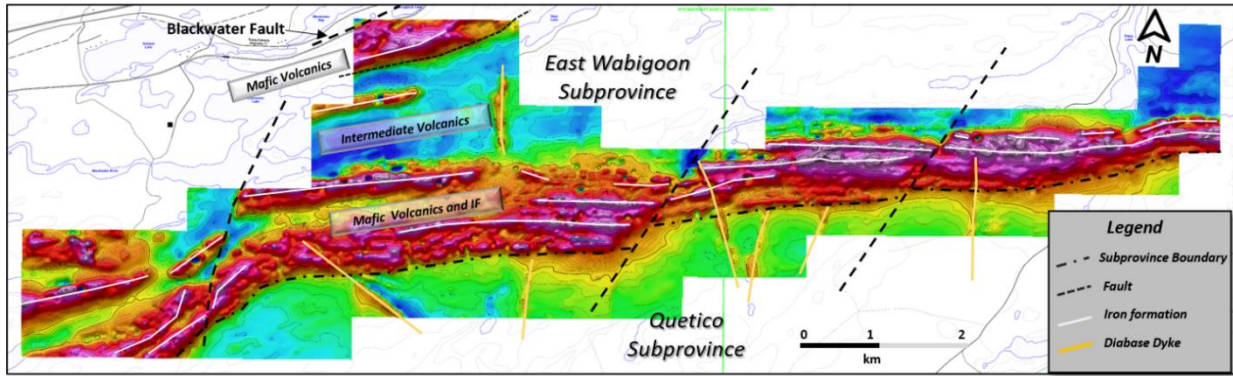 Blackwater Fault
Mafic Volcanics
East Wabigoon
Subprovince
N
Intermediate Volcanics
Mafic Volcanics and IF
Quetico
Subprovince
0 1 2
km
Legend
Subprovince Boundary
Fault
Iron formation
Diabase Dyke